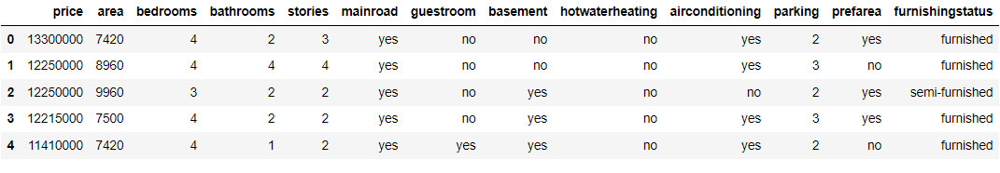 price area bedrooms bathrooms stories mainroad guestroom basement hotwaterheating airconditioning parking prefarea furnishingstatus
0 13300000 7420 4 2 3 yes no no no yes 2 yes furnished
1 12250000 8960 4 4 4 yes no no no yes 3 no furnished
2 12250000 9960 3 2 2 yes no yes no no 2 yes semi-furnished
3 12215000 7500 4 2 2 yes no yes no yes 3 yes furnished
4 11410000 7420 4 1 2 yes yes yes no yes 2 no furnished